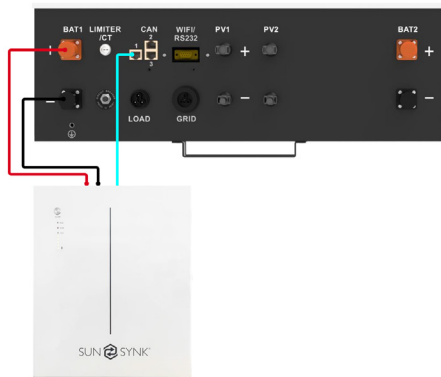 BAT1
LIMITER
/CT
CAN
1
2
3
WIFI/
RS232
PV1
PV2
BAT2
+
+
+
−
−
−
LOAD
GRID
SUN SYNK